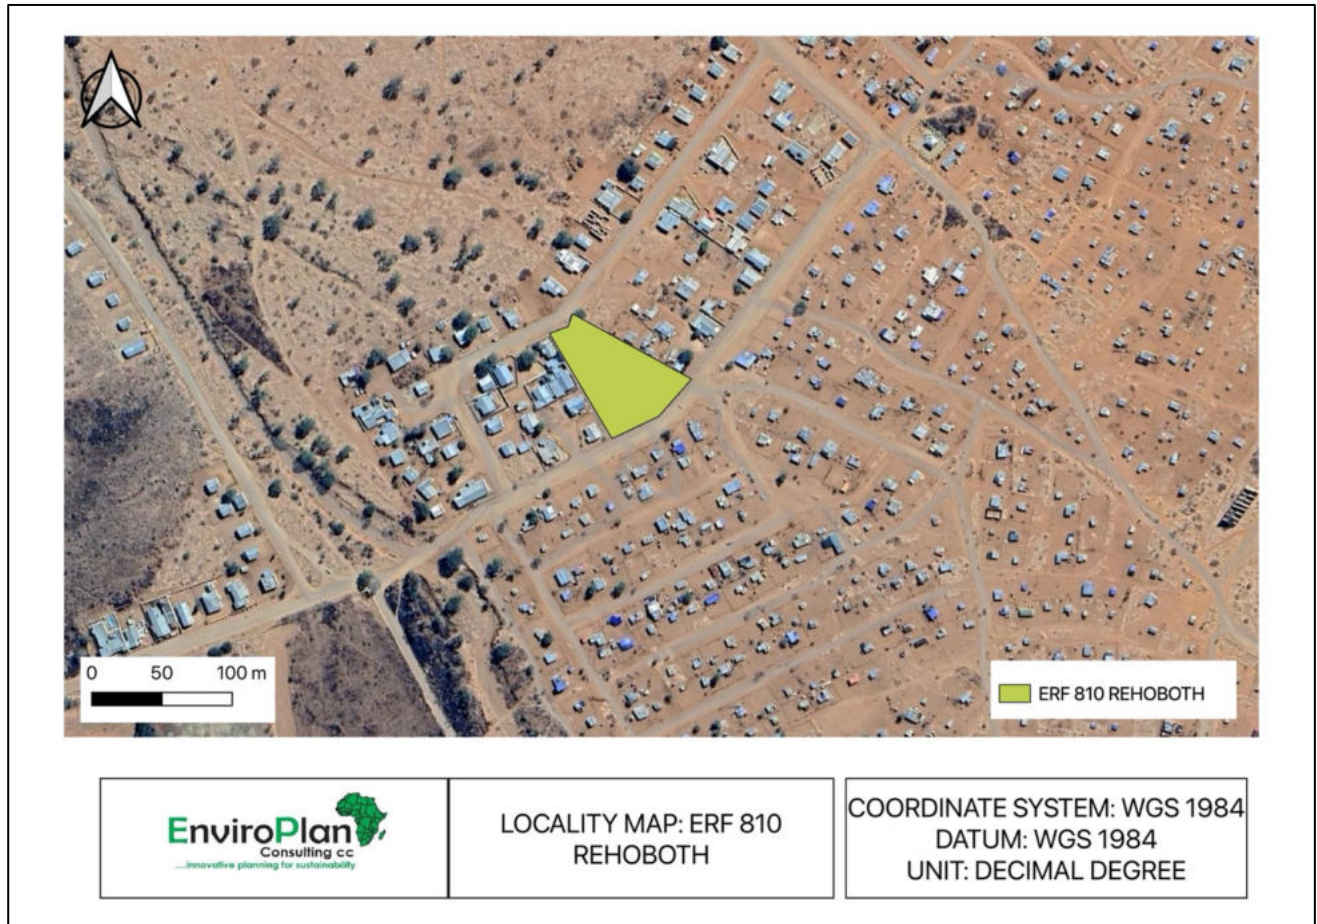 0 50 100 m
ERF 810 REHOBOTH
EnviroPlan
Consulting cc
....innovative planning for sustainability
LOCALITY MAP: ERF 810
REHOBOTH
COORDINATE SYSTEM: WGS 1984
DATUM: WGS 1984
UNIT: DECIMAL DEGREE